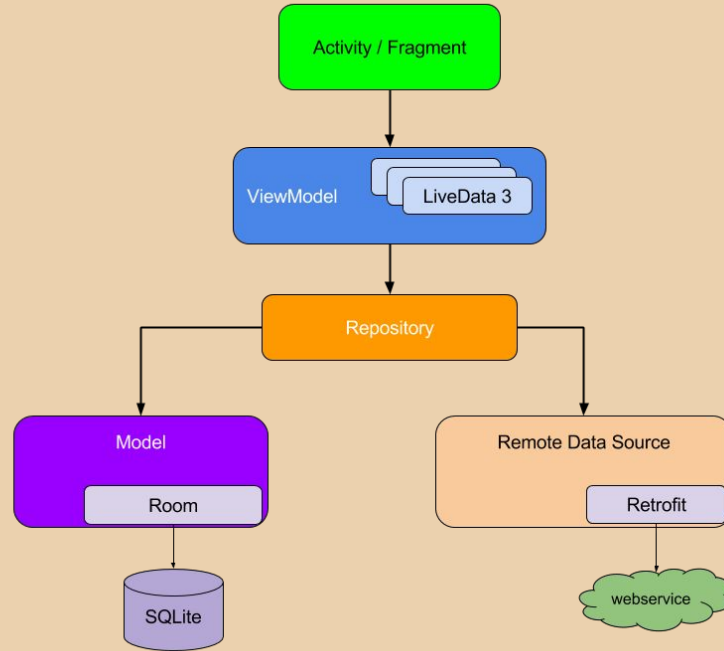 Activity / Fragment
ViewModel
LiveData 3
Repository
Model
Remote Data Source
Room
Retrofit
SQLite
webservice